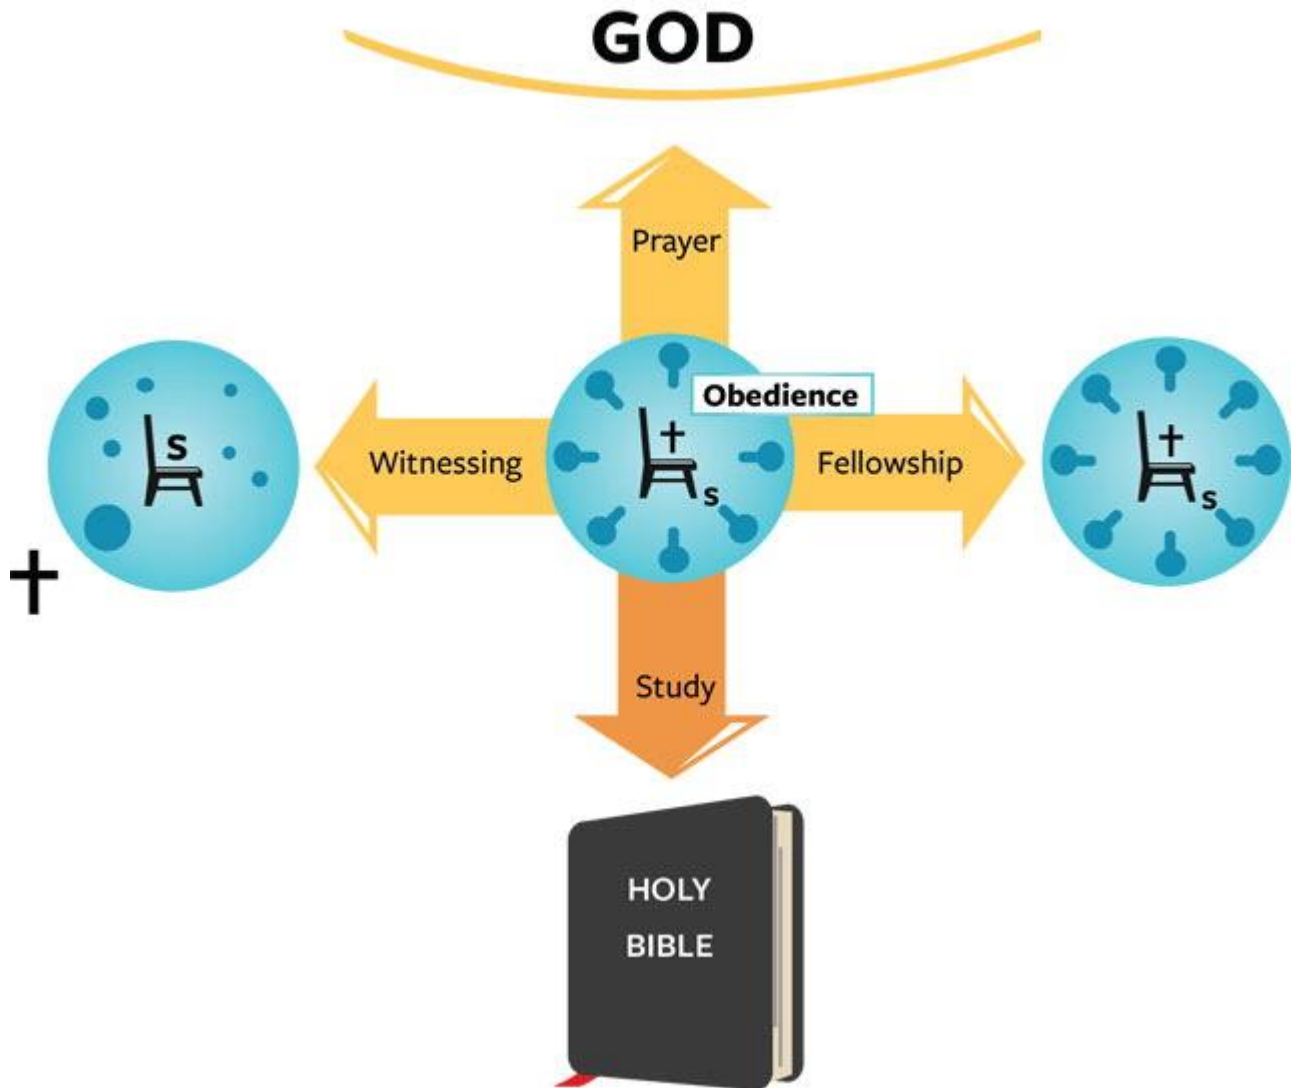 GOD
Prayer
Obedience
S
Witnessing
S
Fellowship
S
Study
HOLY
BIBLE